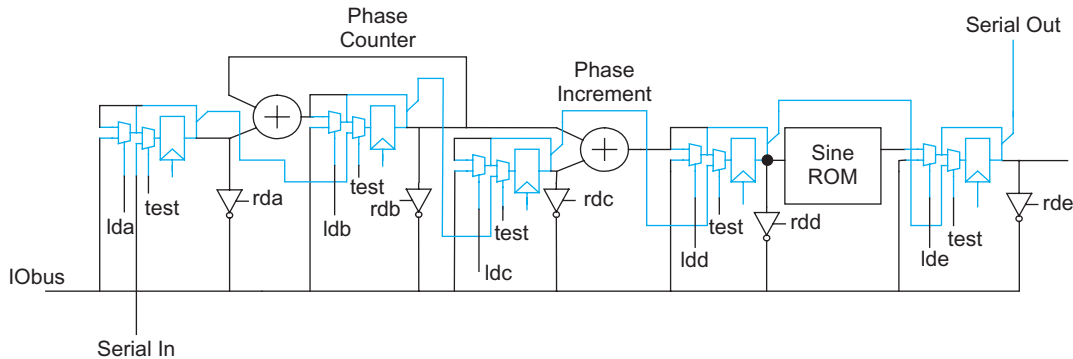 Serial Out
Phase
Counter
Phase
Increment
+
+
Sine
ROM
test
rda
lda
test
rdb
ldb
test
rdc
ldc
test
rdd
ldd
test
rde
lde
IObus
Serial In